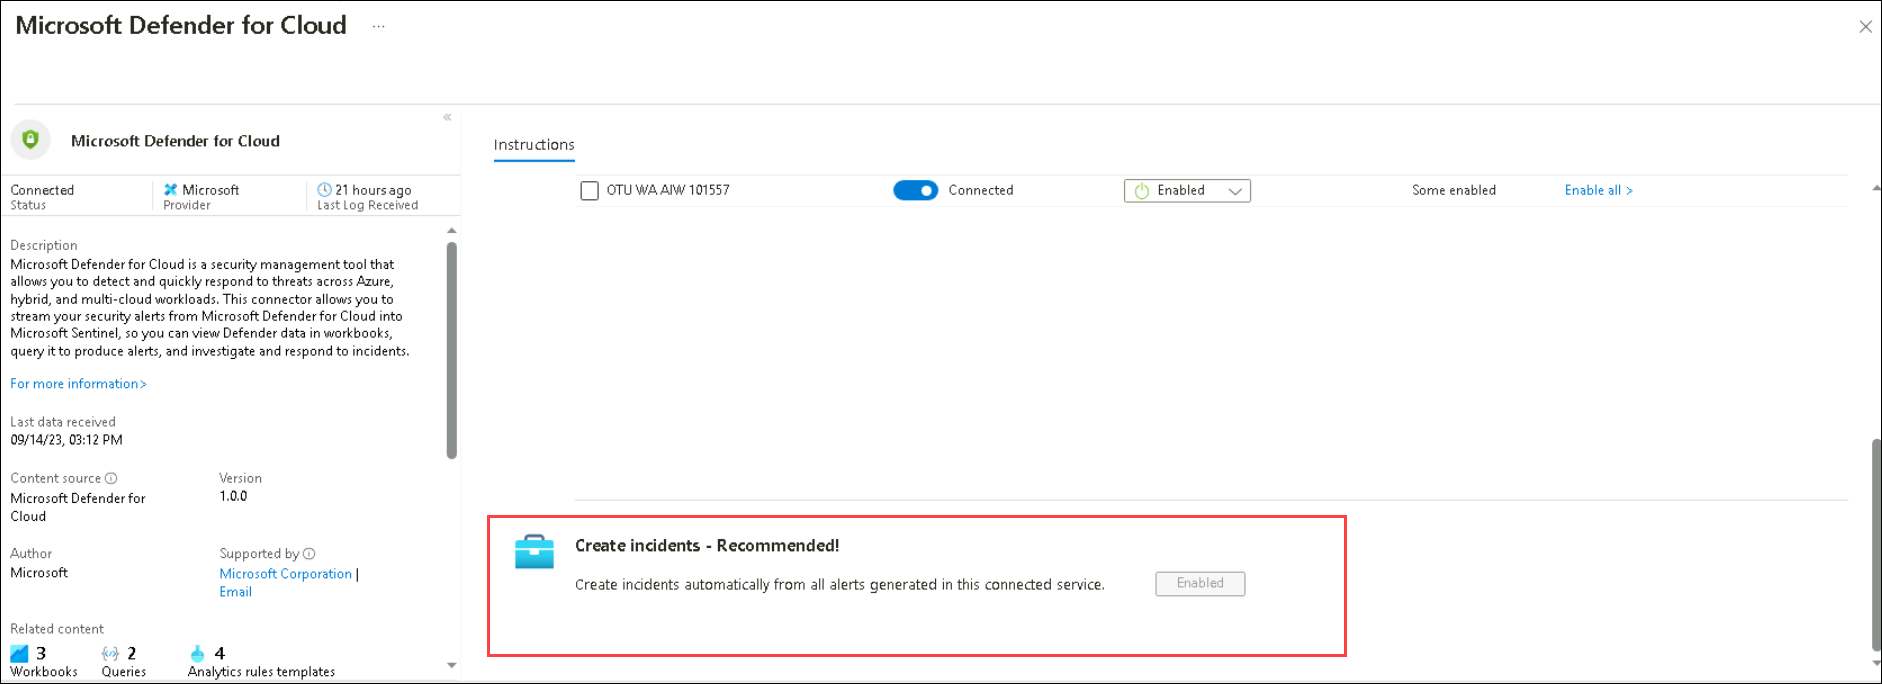 Microsoft Defender for Cloud ...
«
Microsoft Defender for Cloud
Connected
Status
Microsoft
Provider
21 hours ago
Last Log Received
Description
Microsoft Defender for Cloud is a security management tool that
allows you to detect and quickly respond to threats across Azure,
hybrid, and multi-cloud workloads. This connector allows you to
stream your security alerts from Microsoft Defender for Cloud into
Microsoft Sentinel, so you can view Defender data in workbooks,
query it to produce alerts, and investigate and respond to incidents.
For more information>
Last data received
09/14/23, 03:12 PM
Content source
Microsoft Defender for
Cloud
Version
1.0.0
Author
Microsoft
Supported by
Microsoft Corporation |
Email
Related content
3
Workbooks
2
Queries
4
Analytics rules templates
Instructions
OTU WA AIW 101557 Connected Enabled Some enabled Enable all >
Create incidents - Recommended!
Create incidents automatically from all alerts generated in this connected service. Enabled